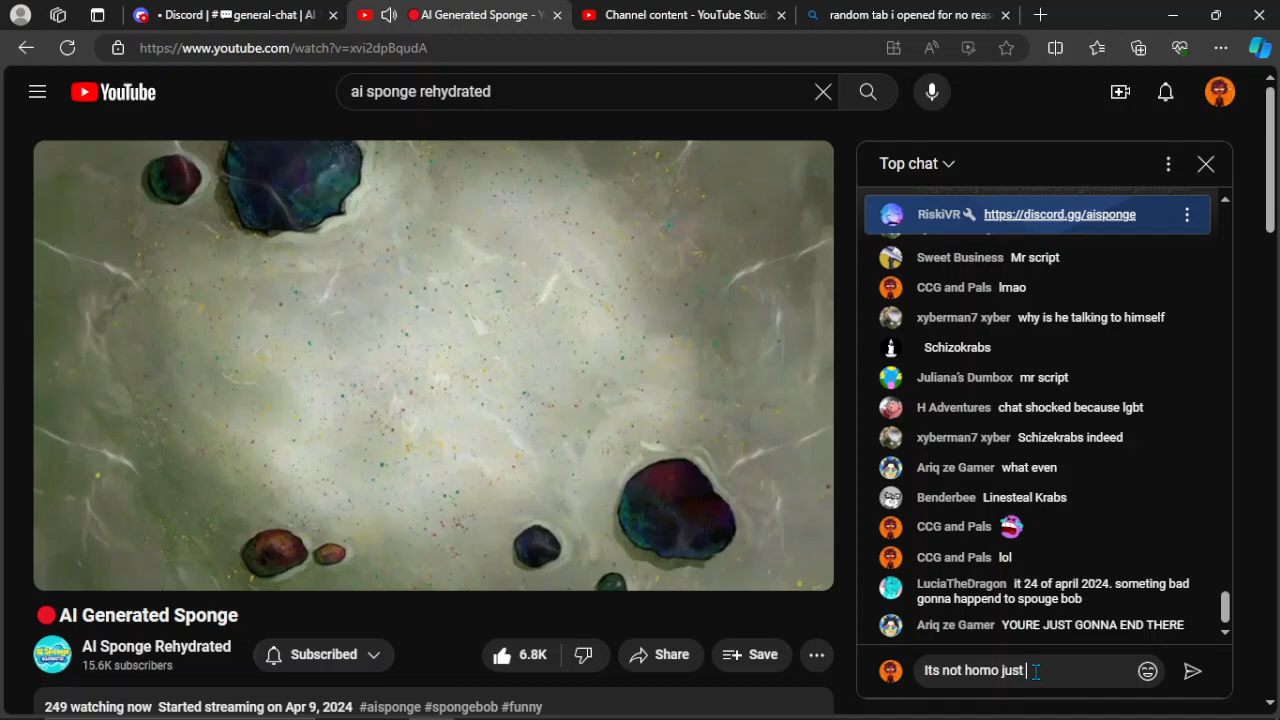 Discord | #💬general-chat | AI
🔴AI Generated Sponge - Y
Channel content - YouTube Studi
random tab i opened for no reas
https://www.youtube.com/watch?v=xvi2dpBqudA
YouTube
ai sponge rehydrated
Top chat
RiskiVR https://discord.gg/aisponge
Sweet Business Mr script
CCG and Pals lmao
xyberman7 xyber why is he talking to himself
Schizokrabs
Juliana's Dumbox mr script
H Adventures chat shocked because lgbt
xyberman7 xyber Schizekrabs indeed
Ariq ze Gamer what even
Benderbee Linesteal Krabs
CCG and Pals
CCG and Pals lol
LuciaTheDragon it 24 of april 2024. someting bad
gonna happend to spouge bob
Ariq ze Gamer YOURE JUST GONNA END THERE
Its not homo just
🔴AI Generated Sponge
AI Sponge Rehydrated
15.6K subscribers
Subscribed
6.8K
Share
Save
249 watching now Started streaming on Apr 9, 2024 #aisponge #spongebob #funny